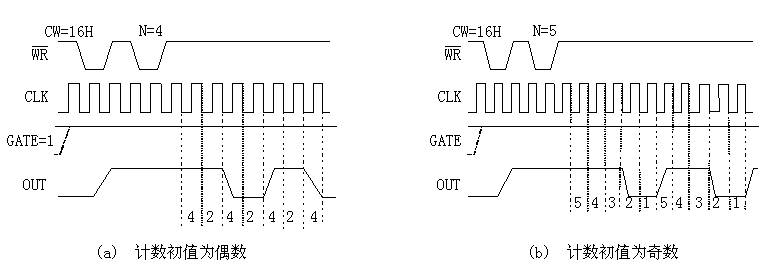 CW=16H N=4
WR
CLK
GATE=1
OUT
4 2 4 2 4 2 4
(a) 计数初值为偶数
CW=16H N=5
WR
CLK
GATE
OUT
5 4 3 2 1 5 4 3 2 1
(b) 计数初值为奇数